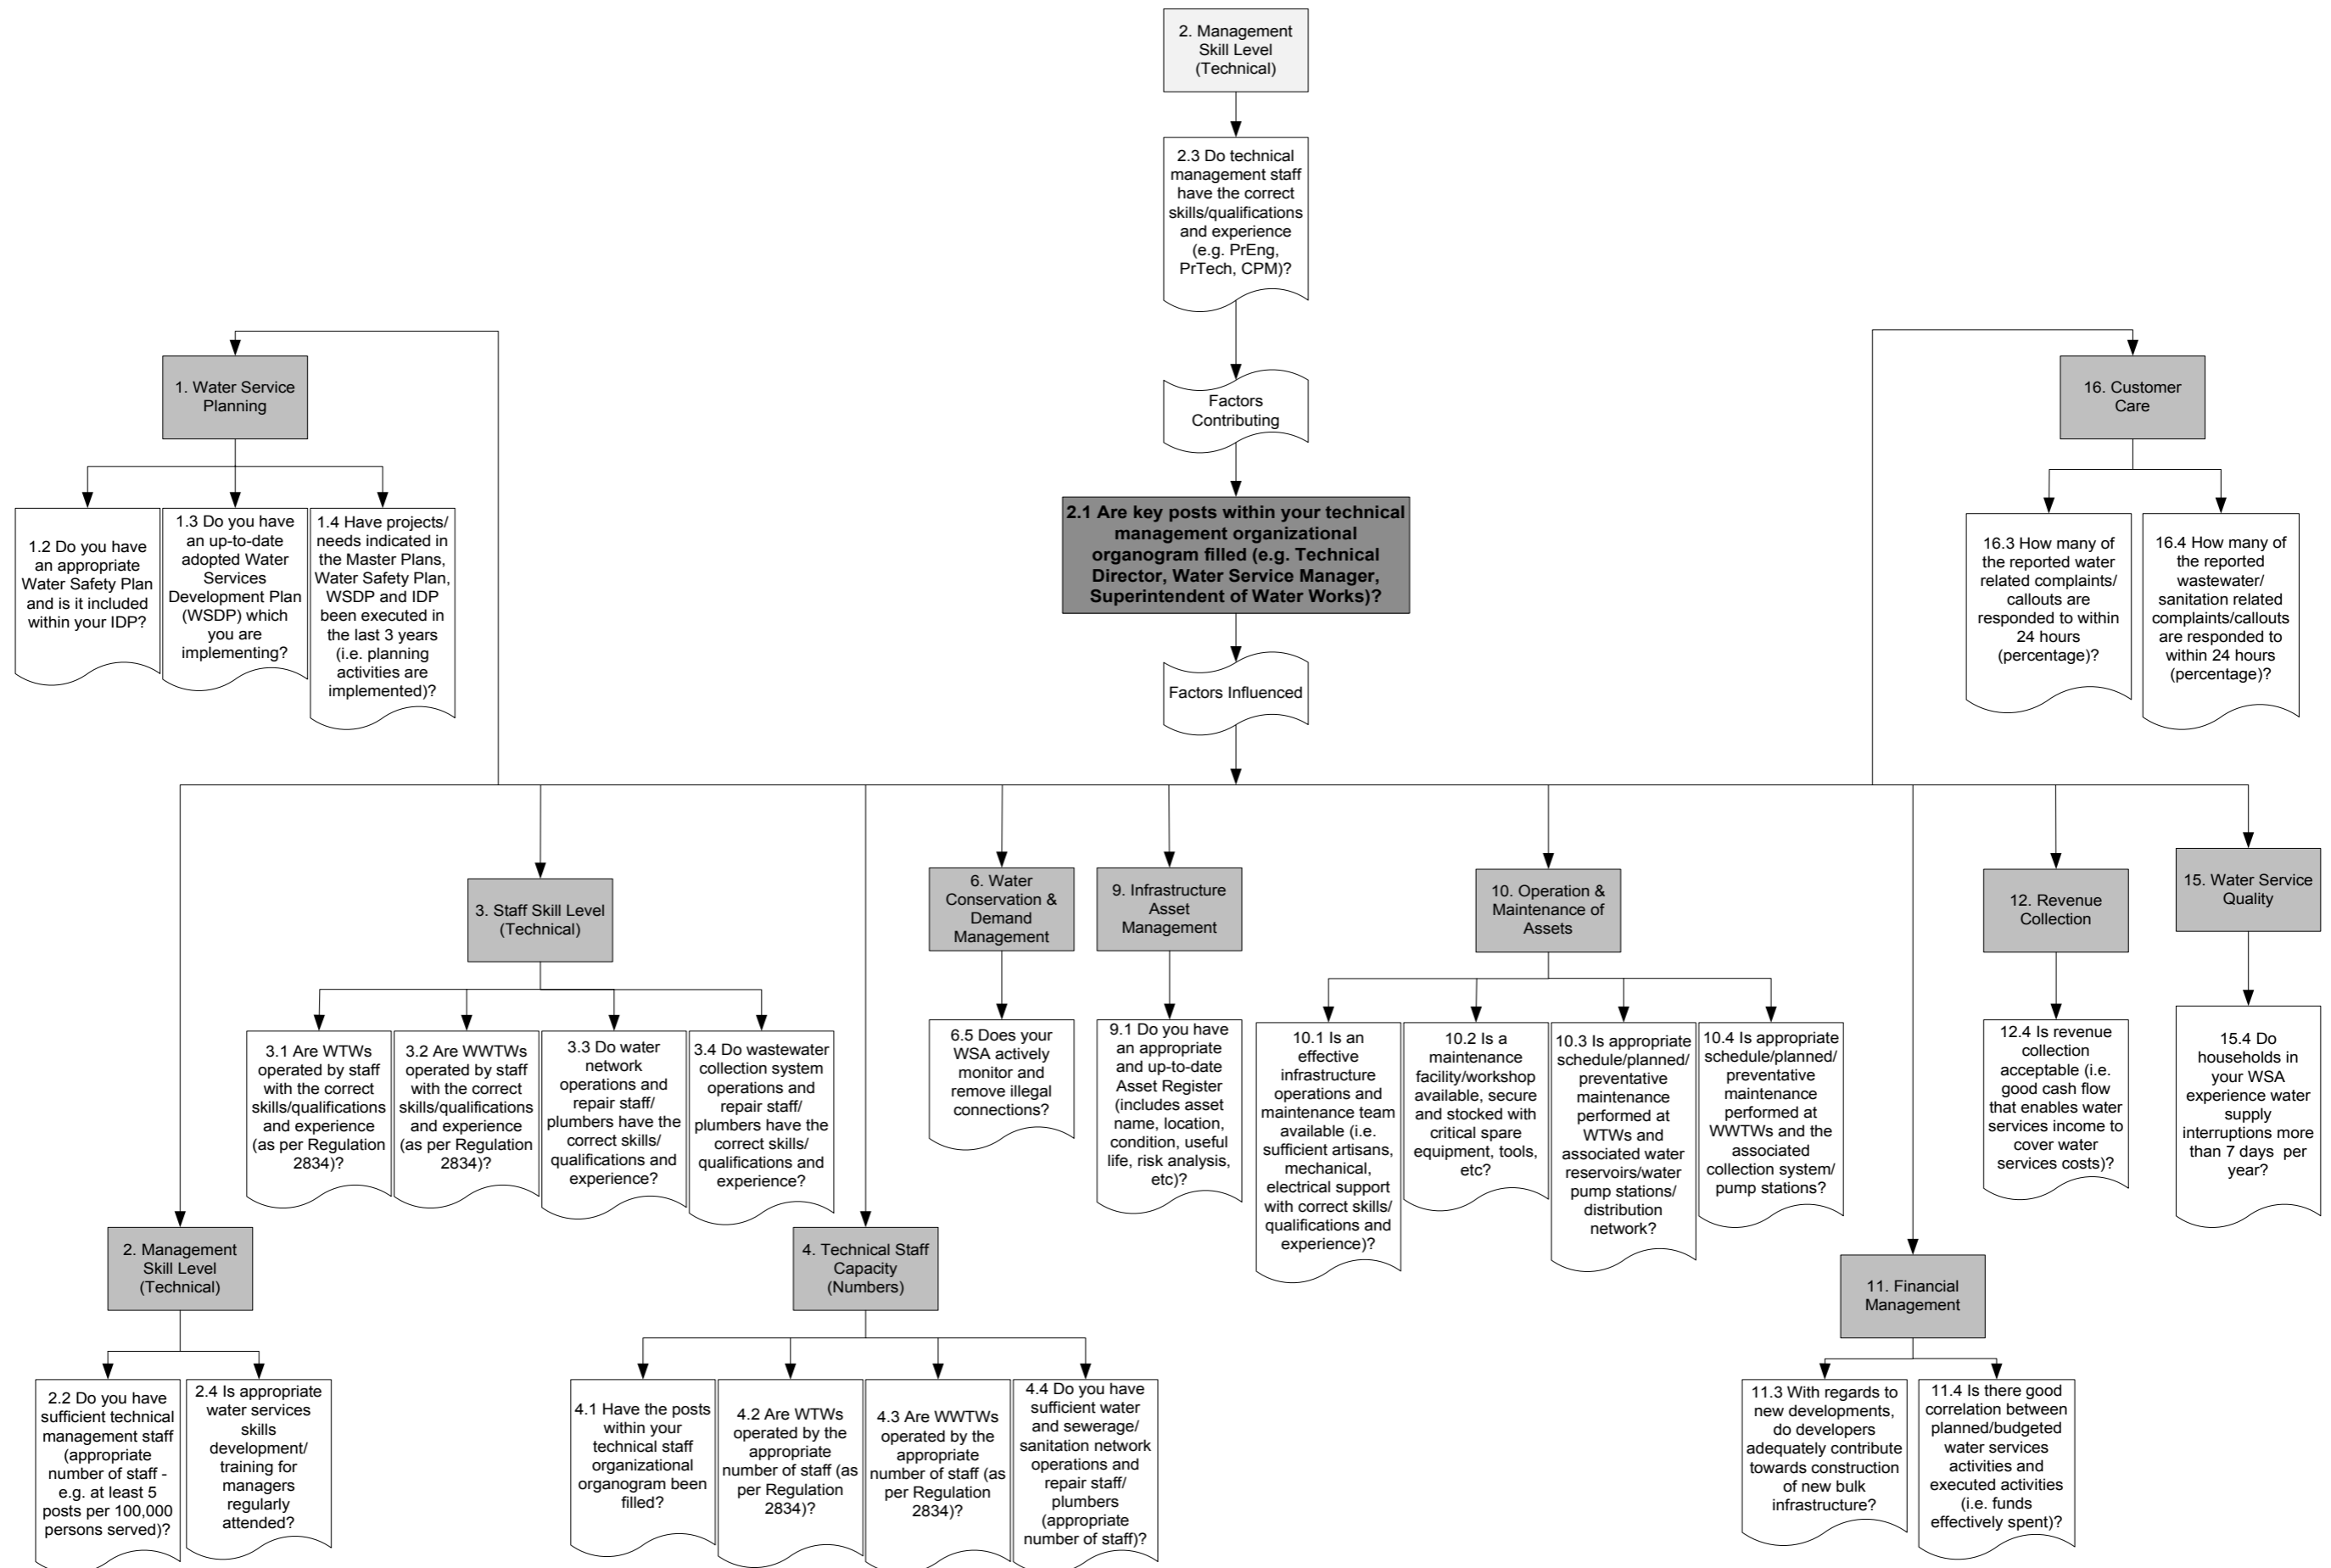 2. Management
Skill Level
(Technical)
2.3 Do technical
management staff
have the correct
skills/qualifications
and experience
(e.g. PrEng,
PrTech, CPM)?
Factors
Contributing
2.1 Are key posts within your technical
management organizational
organogram filled (e.g. Technical
Director, Water Service Manager,
Superintendent of Water Works)?
Factors Influenced
1. Water Service
Planning
1.2 Do you have
an appropriate
Water Safety Plan
and is it included
within your IDP?
1.3 Do you have
an up-to-date
adopted Water
Services
Development Plan
(WSDP) which
you are
implementing?
1.4 Have projects/
needs indicated in
the Master Plans,
Water Safety Plan,
WSDP and IDP
been executed in
the last 3 years
(i.e. planning
activities are
implemented)?
16. Customer
Care
16.3 How many of
the reported water
related complaints/
callouts are
responded to within
24 hours
(percentage)?
16.4 How many of
the reported
wastewater/
sanitation related
complaints/callouts
are responded to
within 24 hours
(percentage)?
2. Management
Skill Level
(Technical)
2.2 Do you have
sufficient technical
management staff
(appropriate
number of staff -
e.g. at least 5
posts per 100,000
persons served)?
2.4 Is appropriate
water services
skills
development/
training for
managers
regularly
attended?
3. Staff Skill Level
(Technical)
3.1 Are WTWs
operated by staff
with the correct
skills/qualifications
and experience
(as per Regulation
2834)?
3.2 Are WWTWs
operated by staff
with the correct
skills/qualifications
and experience
(as per Regulation
2834)?
3.3 Do water
network
operations and
repair staff/
plumbers have the
correct skills/
qualifications and
experience?
3.4 Do wastewater
collection system
operations and
repair staff/
plumbers have the
correct skills/
qualifications and
experience?
4. Technical Staff
Capacity
(Numbers)
4.1 Have the posts
within your
technical staff
organizational
organogram been
filled?
4.2 Are WTWs
operated by the
appropriate
number of staff (as
per Regulation
2834)?
4.3 Are WWTWs
operated by the
appropriate
number of staff (as
per Regulation
2834)?
4.4 Do you have
sufficient water
and sewerage/
sanitation network
operations and
repair staff/
plumbers
(appropriate
number of staff)?
6. Water
Conservation &
Demand
Management
6.5 Does your
WSA actively
monitor and
remove illegal
connections?
9. Infrastructure
Asset
Management
9.1 Do you have
an appropriate
and up-to-date
Asset Register
(includes asset
name, location,
condition, useful
life, risk analysis,
etc)?
10. Operation &
Maintenance of
Assets
10.1 Is an
effective
infrastructure
operations and
maintenance team
available (i.e.
sufficient artisans,
mechanical,
electrical support
with correct skills/
qualifications and
experience)?
10.2 Is a
maintenance
facility/workshop
available, secure
and stocked with
critical spare
equipment, tools,
etc?
10.3 Is appropriate
schedule/planned/
preventative
maintenance
performed at
WTWs and
associated water
reservoirs/water
pump stations/
distribution
network?
10.4 Is appropriate
schedule/planned/
preventative
maintenance
performed at
WWTWs and the
associated
collection system/
pump stations?
11. Financial
Management
11.3 With regards to
new developments,
do developers
adequately contribute
towards construction
of new bulk
infrastructure?
11.4 Is there good
correlation between
planned/budgeted
water services
activities and
executed activities
(i.e. funds
effectively spent)?
12. Revenue
Collection
12.4 Is revenue
collection
acceptable (i.e.
good cash flow
that enables water
services income to
cover water
services costs)?
15. Water Service
Quality
15.4 Do
households in
your WSA
experience water
supply
interruptions more
than 7 days per
year?